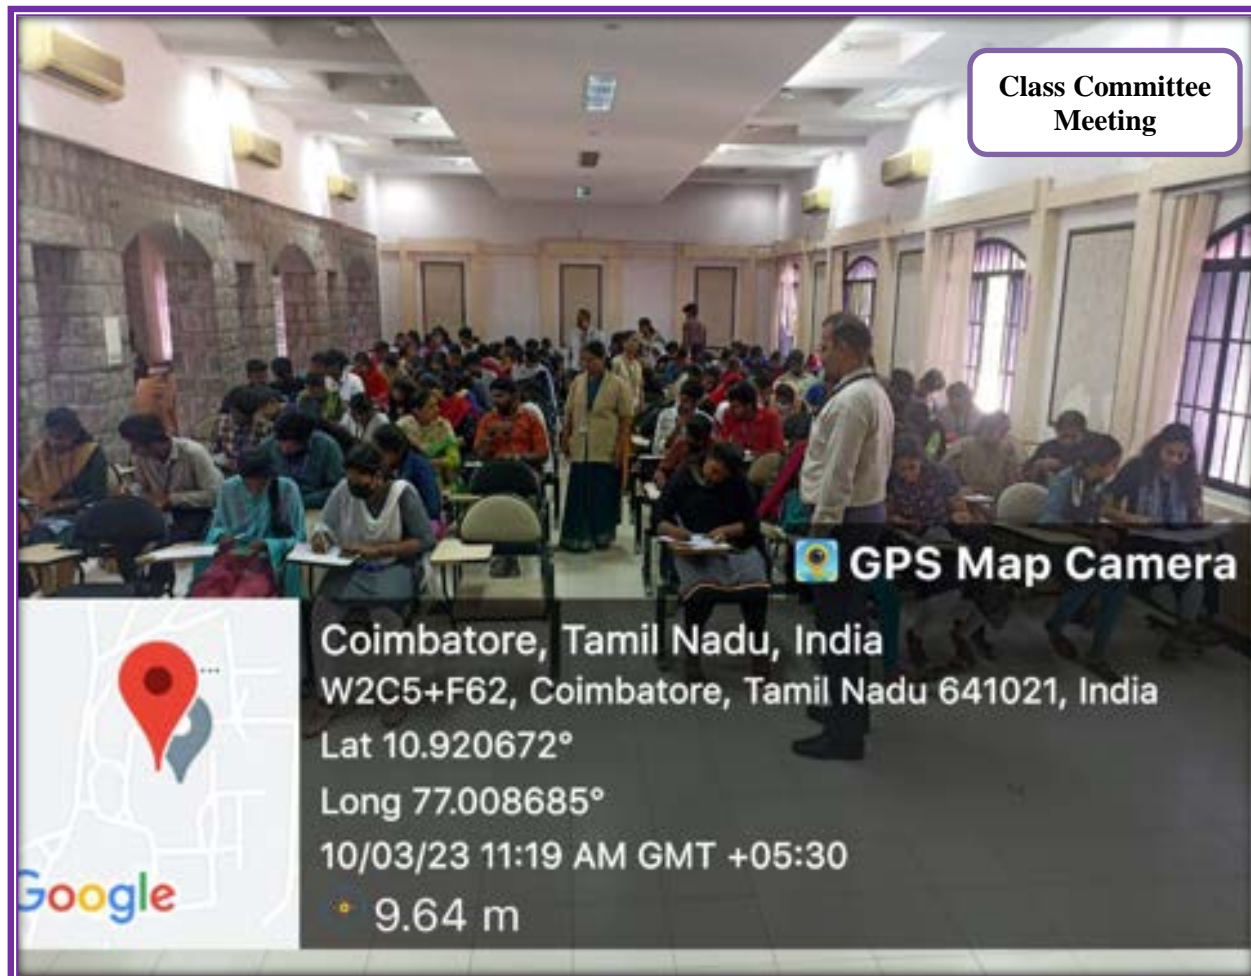 Class Committee
Meeting
GPS Map Camera
Coimbatore, Tamil Nadu, India
W2C5+F62, Coimbatore, Tamil Nadu 641021, India
Lat 10.920672°
Long 77.008685°
10/03/23 11:19 AM GMT +05:30
Google
9.64 m